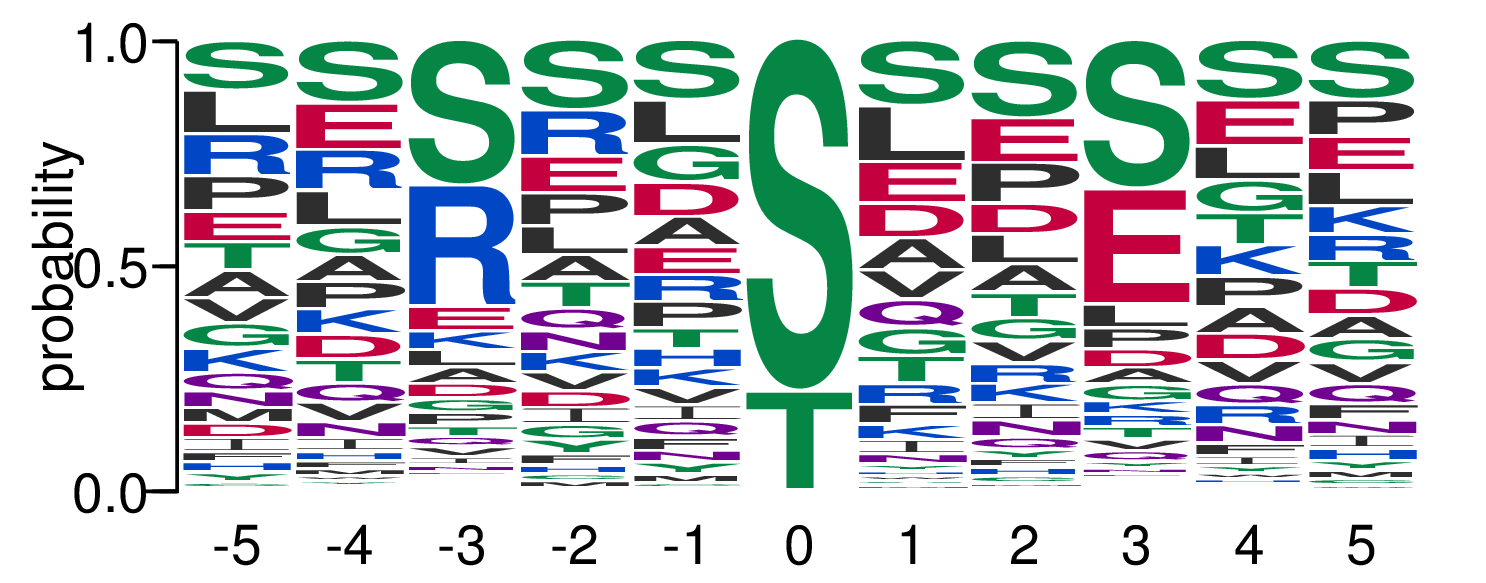 1.0
0.5
0.0
probability
S S S S S S S S S S S
L E R R L T L E E E P
R R E E G E P L L E
P L K P D D D P G L
E G L L A A L D T K
T A A A E V A A K R
A P D T R Q T G P T
V K G Q P G G K A D
G D P N T T V R D A
K T T K H R R T V G
Q Q Q V K F K V Q V
N V V D V K I Q R Q
-5 -4 -3 -2 -1 0 1 2 3 4 5